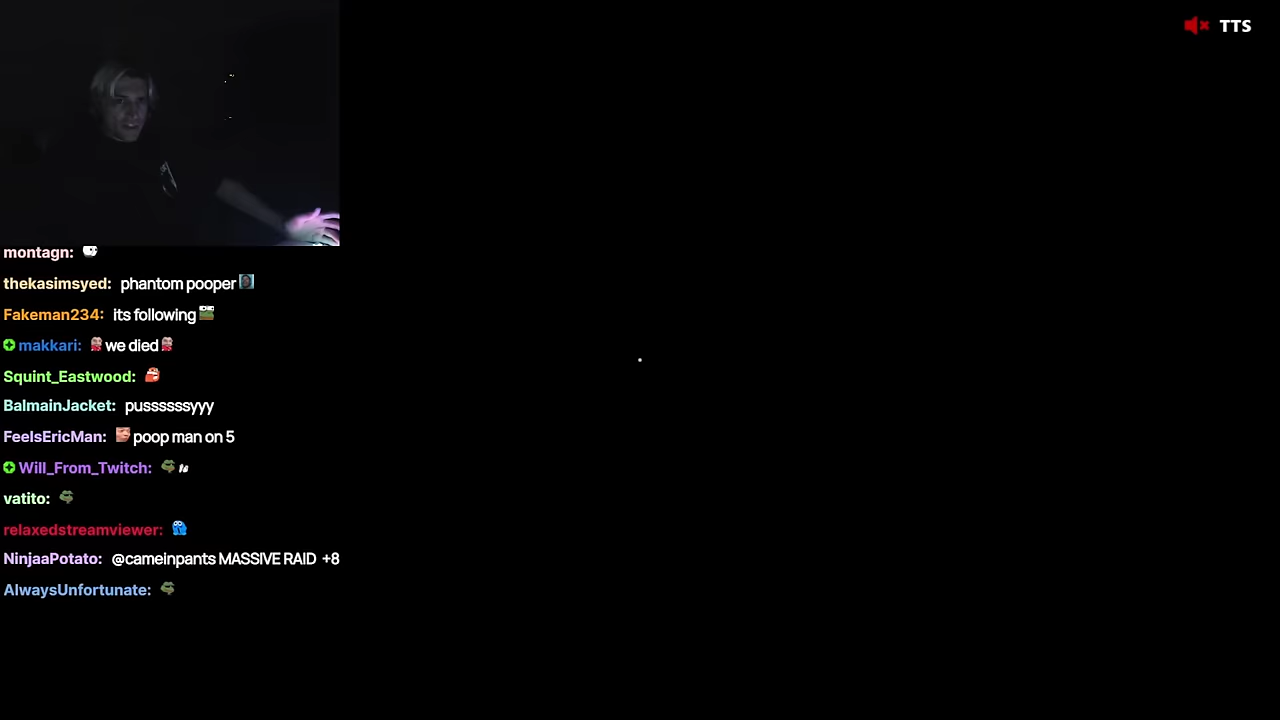 TTS
montagn:
thekasimsyed: phantom pooper
Fakeman234: its following
makkari: we died
Squint_Eastwood:
BalmainJacket: pussssssyyy
FeelsEricMan: poop man on 5
Will_From_Twitch:
vatito:
relaxedstreamviewer:
NinjaaPotato: @cameinpants MASSIVE RAID +8
AlwaysUnfortunate: